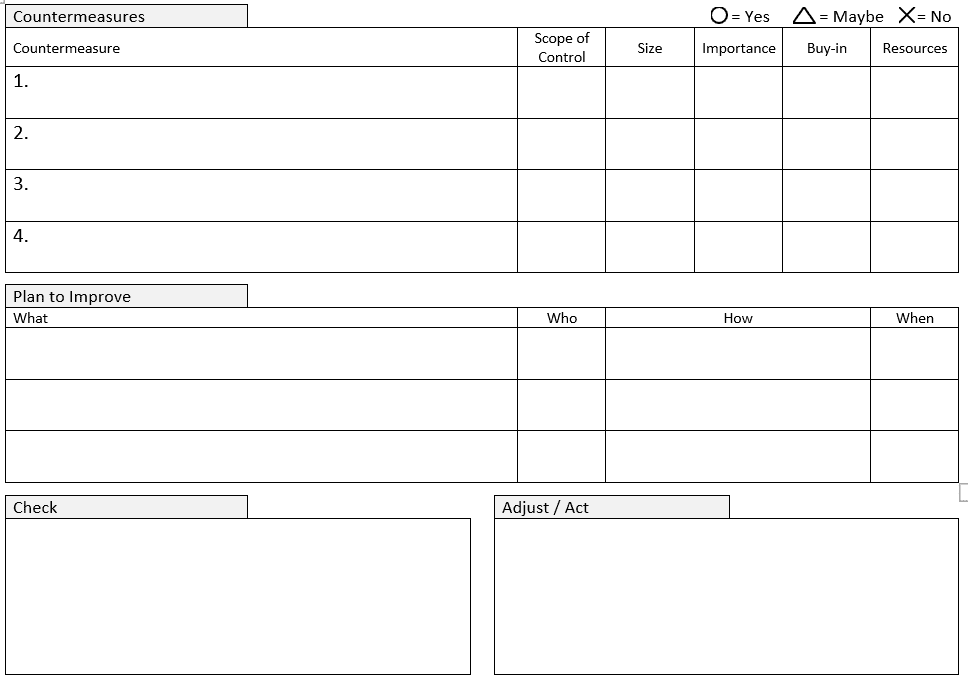 Countermeasures
= Yes = Maybe = No
Countermeasure
Scope of
Control
Size
Importance
Buy-in
Resources
1.
2.
3.
4.
Plan to Improve
What
Who
How
When
Check
Adjust / Act